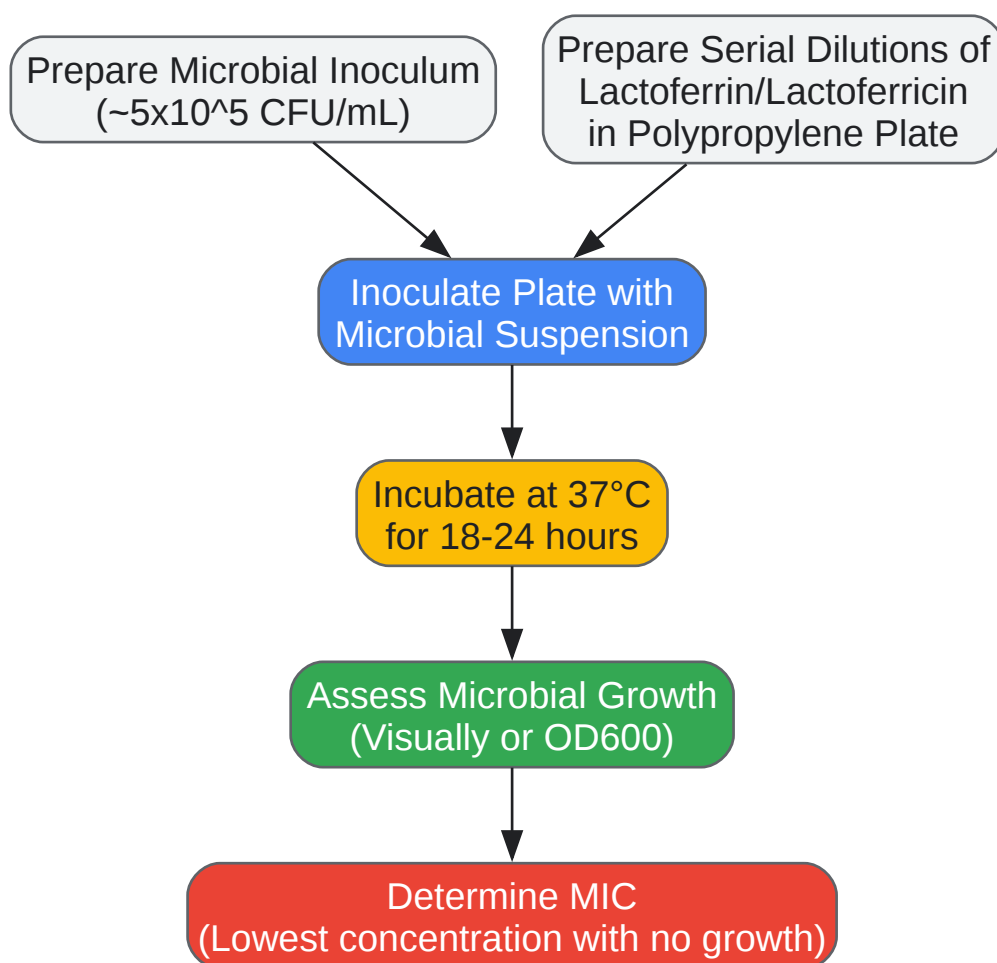 Prepare Microbial Inoculum
(~5x10^5 CFU/mL)
Prepare Serial Dilutions of
Lactoferrin/Lactoferricin
in Polypropylene Plate
Inoculate Plate with
Microbial Suspension
Incubate at 37°C
for 18-24 hours
Assess Microbial Growth
(Visually or OD600)
Determine MIC
(Lowest concentration with no growth)